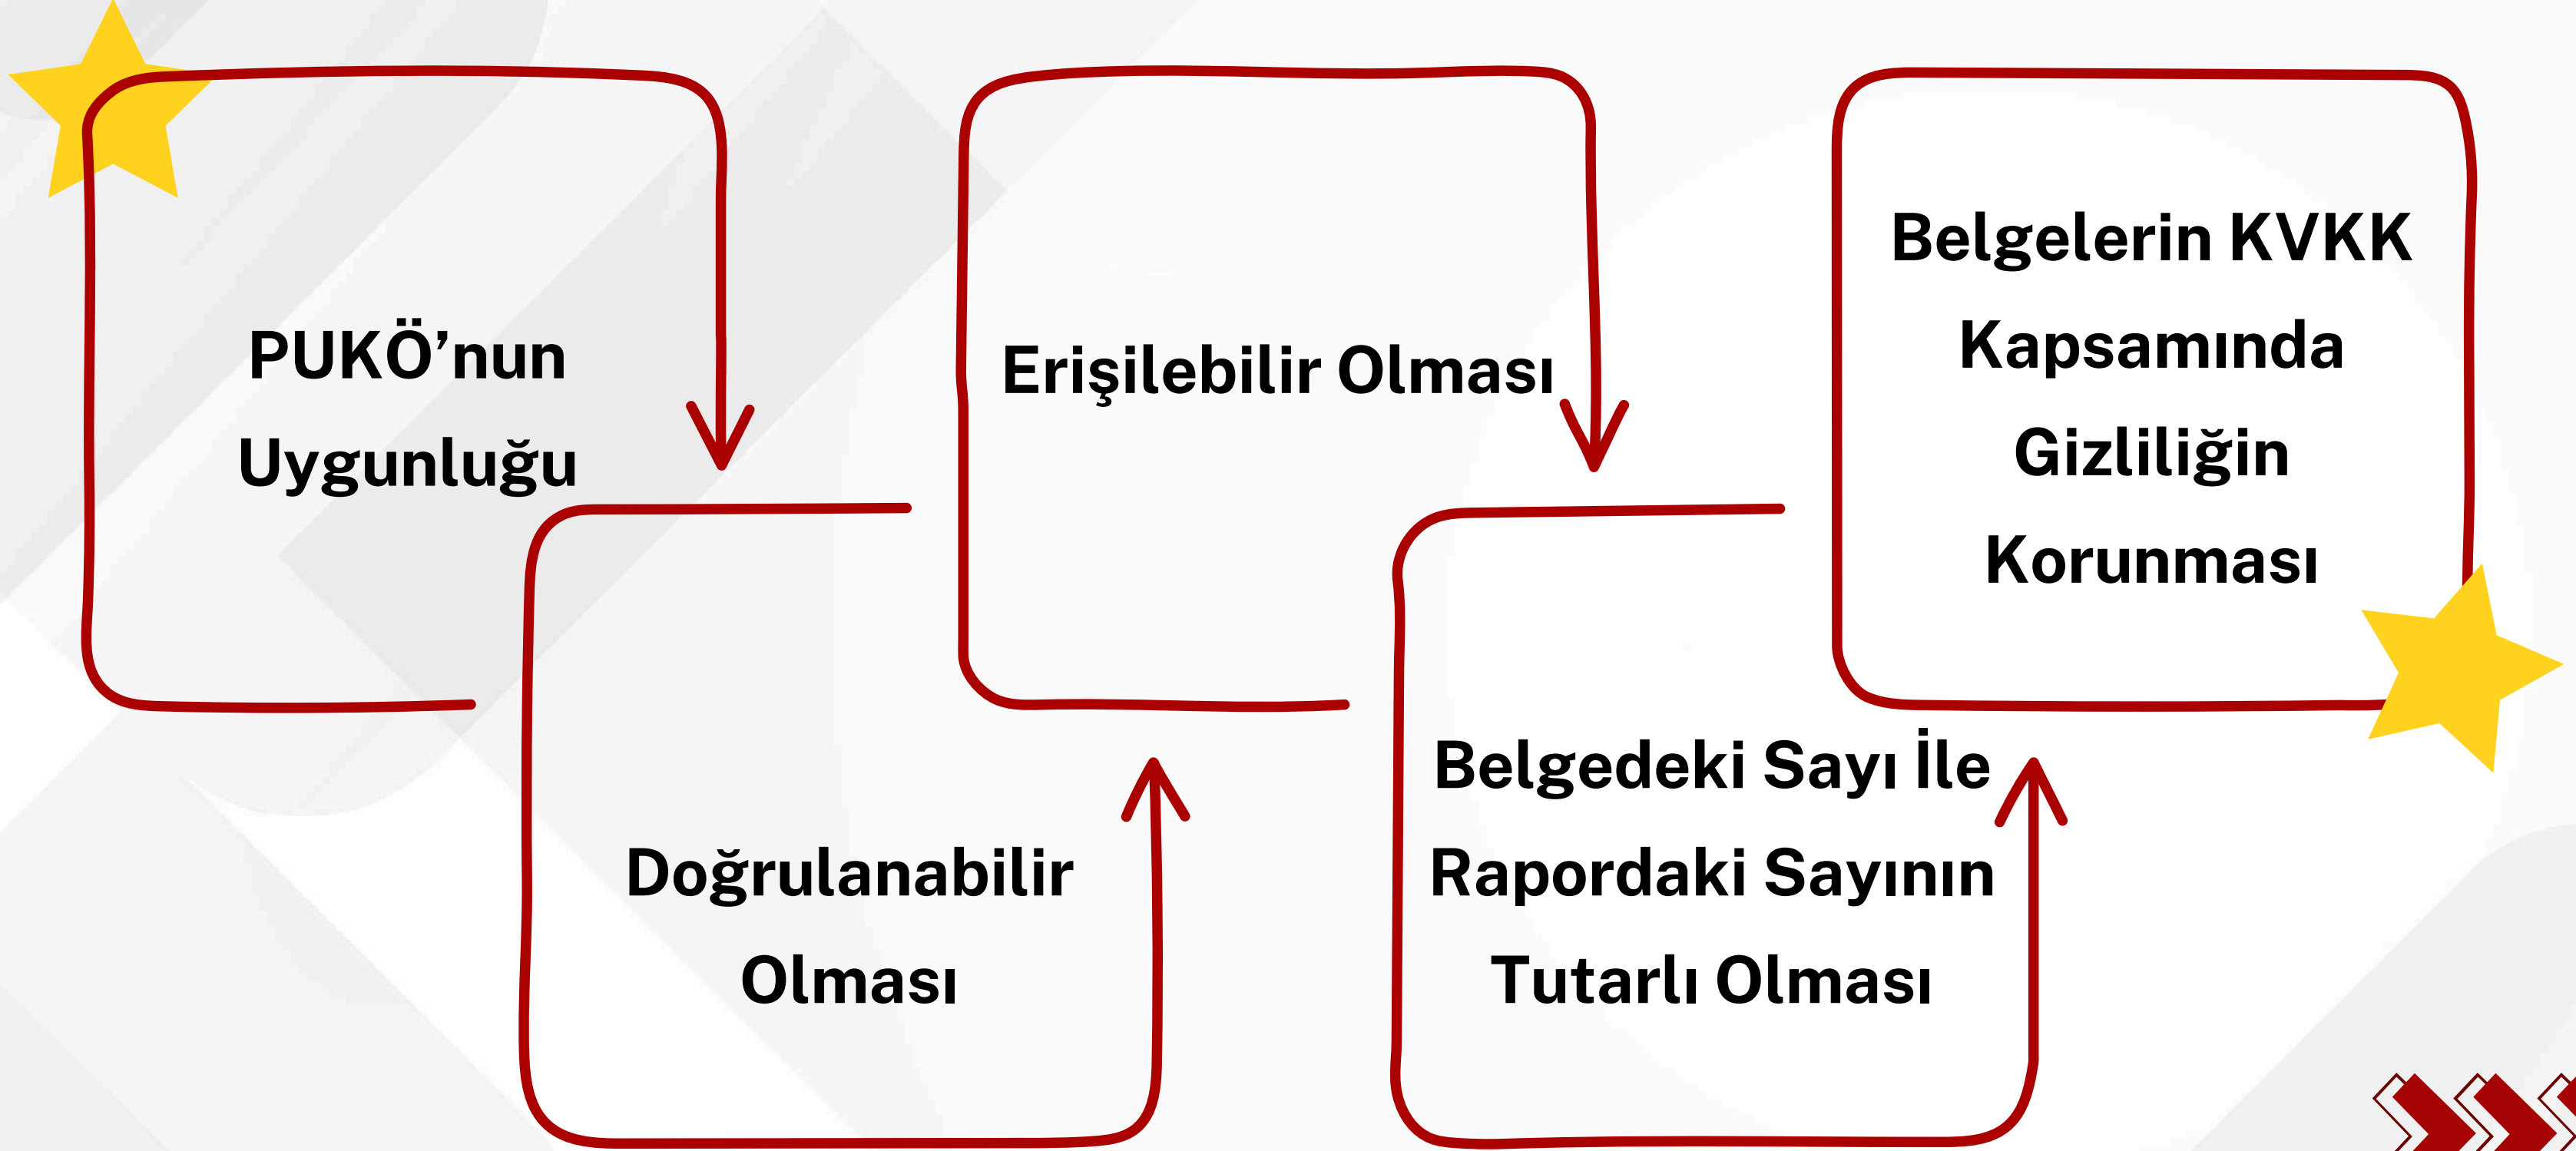 PUKÖ’nun
Uygunluğu
Doğrulanabilir
Olması
Erişilebilir Olması
Belgedeki Sayı İle
Rapordaki Sayının
Tutarlı Olması
Belgelerin KVKK
Kapsamında
Gizliliğin
Korunması